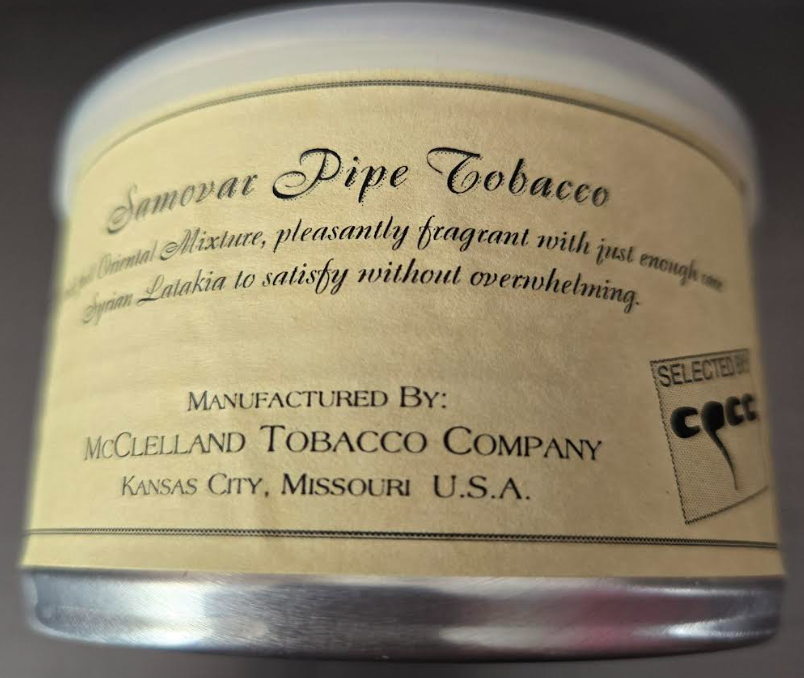 Samovar Pipe Tobacco
Oriental Mixture, pleasantly fragrant with just enough rare
Syrian Latakia to satisfy without overwhelming.
SELECTED BY
cpcc
MANUFACTURED BY:
MCCLELLAND TOBACCO COMPANY
KANSAS CITY, MISSOURI U.S.A.